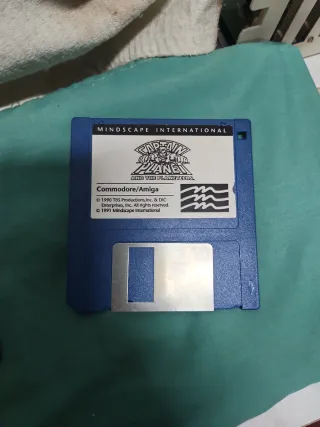 MINDSCAPE INTERNATIONAL
CAPTAIN
PLANET
AND THE PLANETEERS
Commodore/Amiga
© 1990 TBS Productions, Inc. & DIC
Enterprises, Inc. All rights reserved.
© 1991 Mindscape International